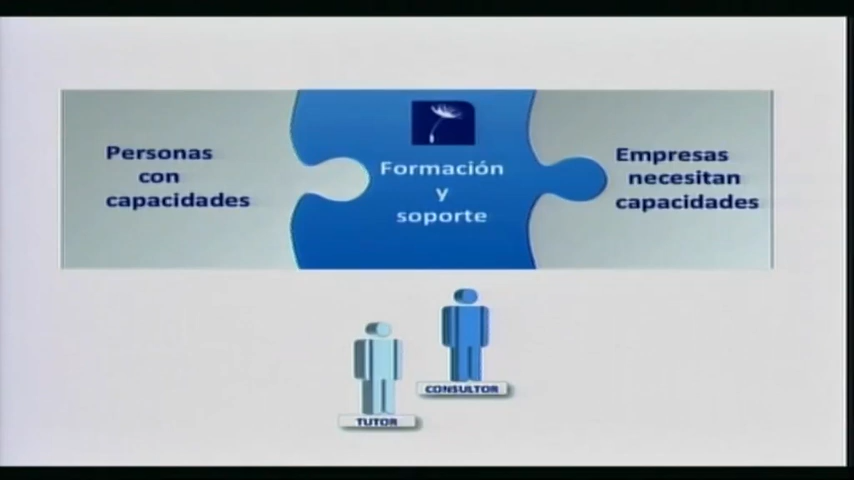 Personas
con
capacidades
Formación
y
soporte
Empresas
necesitan
capacidades
CONSULTOR
TUTOR